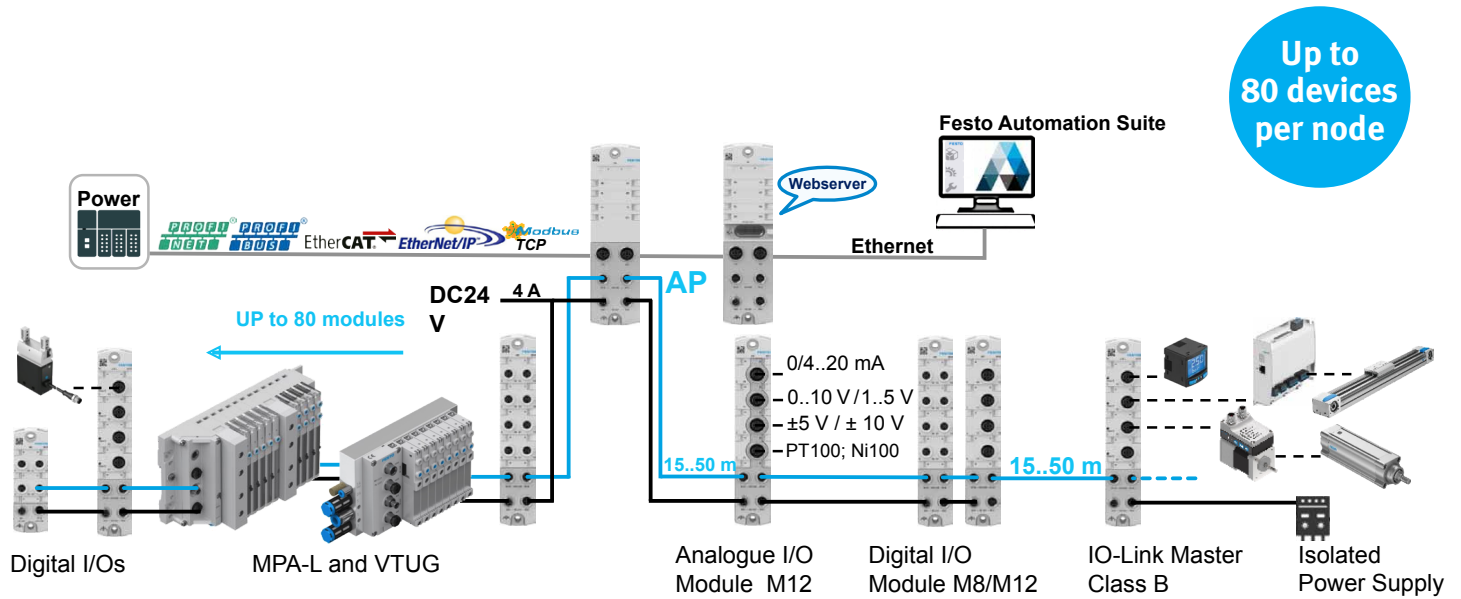 Up to
80 devices
per node
Festo Automation Suite
FESTO
Webserver
Power
PROFI
NET
PROFI
BUS
EtherCAT
EtherNet/IP
Modbus
TCP
Ethernet
AP
DC24
V
4 A
UP to 80 modules
0/4..20 mA
0..10 V /1..5 V
±5 V / ± 10 V
PT100; Ni100
15..50 m
15..50 m
Digital I/Os
MPA-L and VTUG
Analogue I/O
Module M12
Digital I/O
Module M8/M12
IO-Link Master
Class B
Isolated
Power Supply